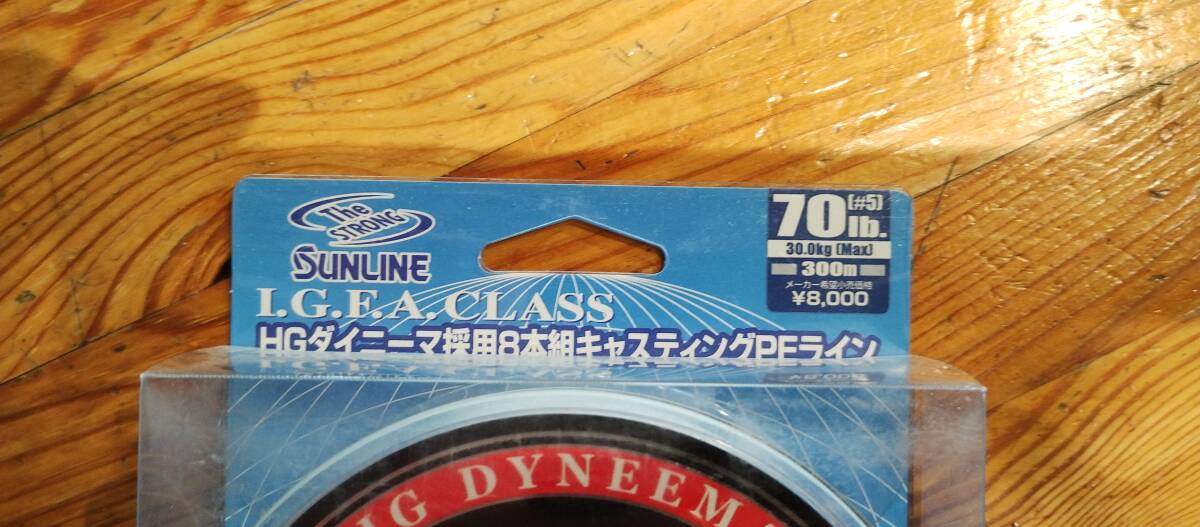 The
STRONG
SUNLINE
I.G.F.A. CLASS
HGダイニーマ採用8本組キャスティングPEライン
70lb.
(#5)
30.0kg (Max)
300m
メーカー希望小売価格
¥8,000
DYNEEMA